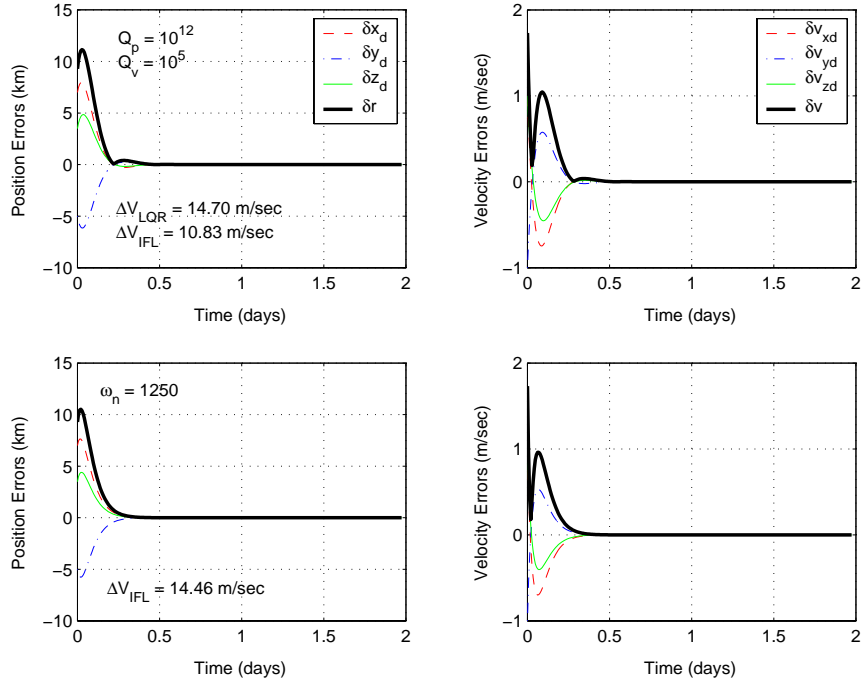 Position Errors (km)
15
10
5
0
−5
−10
0
0.5
1
1.5
2
Time (days)
Q_p = 10^12
Q_v = 10^5
ΔV_LQR = 14.70 m/sec
ΔV_IFL = 10.83 m/sec
δx_d
δy_d
δz_d
δr
Velocity Errors (m/sec)
2
1
0
−1
0
0.5
1
1.5
2
Time (days)
δv_xd
δv_yd
δv_zd
δv
Position Errors (km)
15
10
5
0
−5
−10
0
0.5
1
1.5
2
Time (days)
ω_n = 1250
ΔV_IFL = 14.46 m/sec
Velocity Errors (m/sec)
2
1
0
−1
0
0.5
1
1.5
2
Time (days)